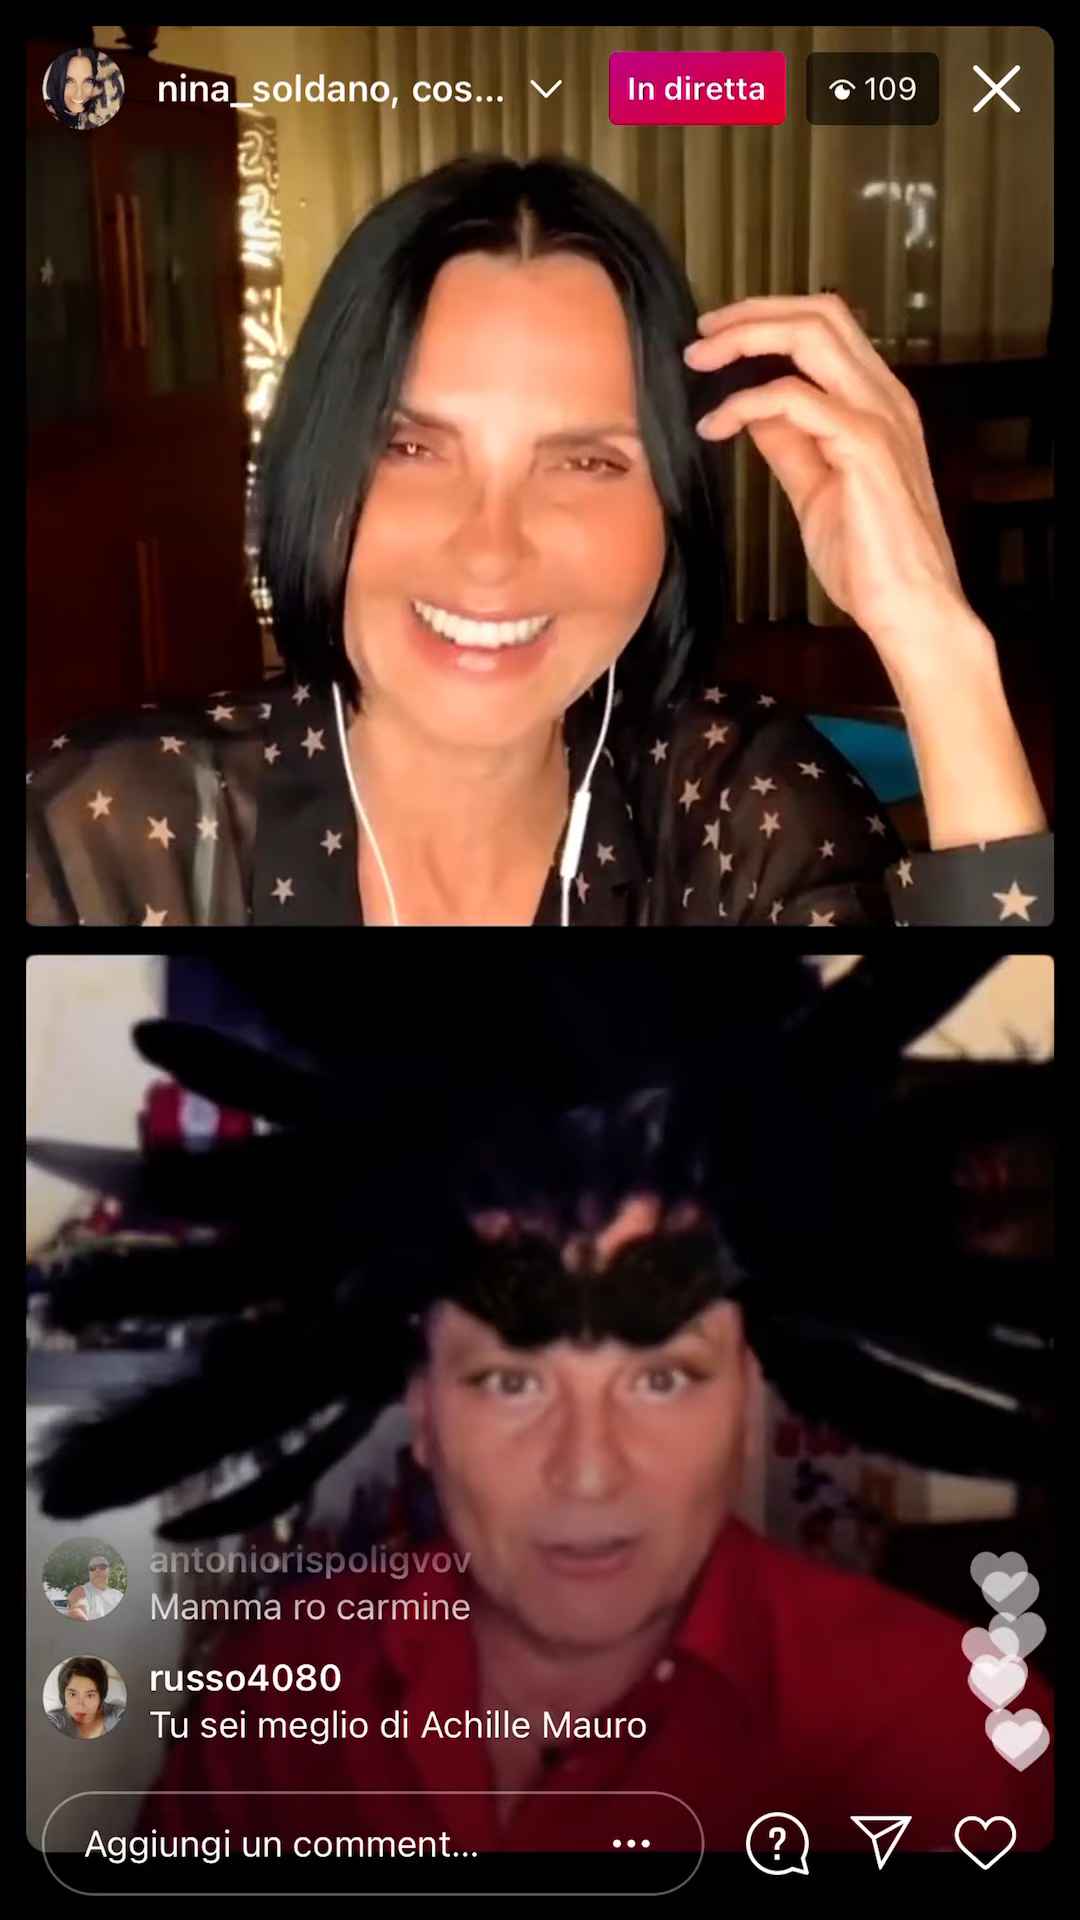 nina_soldano, cos...
In diretta
109
antoniorispoligvov
Mamma ro carmine
russo4080
Tu sei meglio di Achille Mauro
Aggiungi un comment...